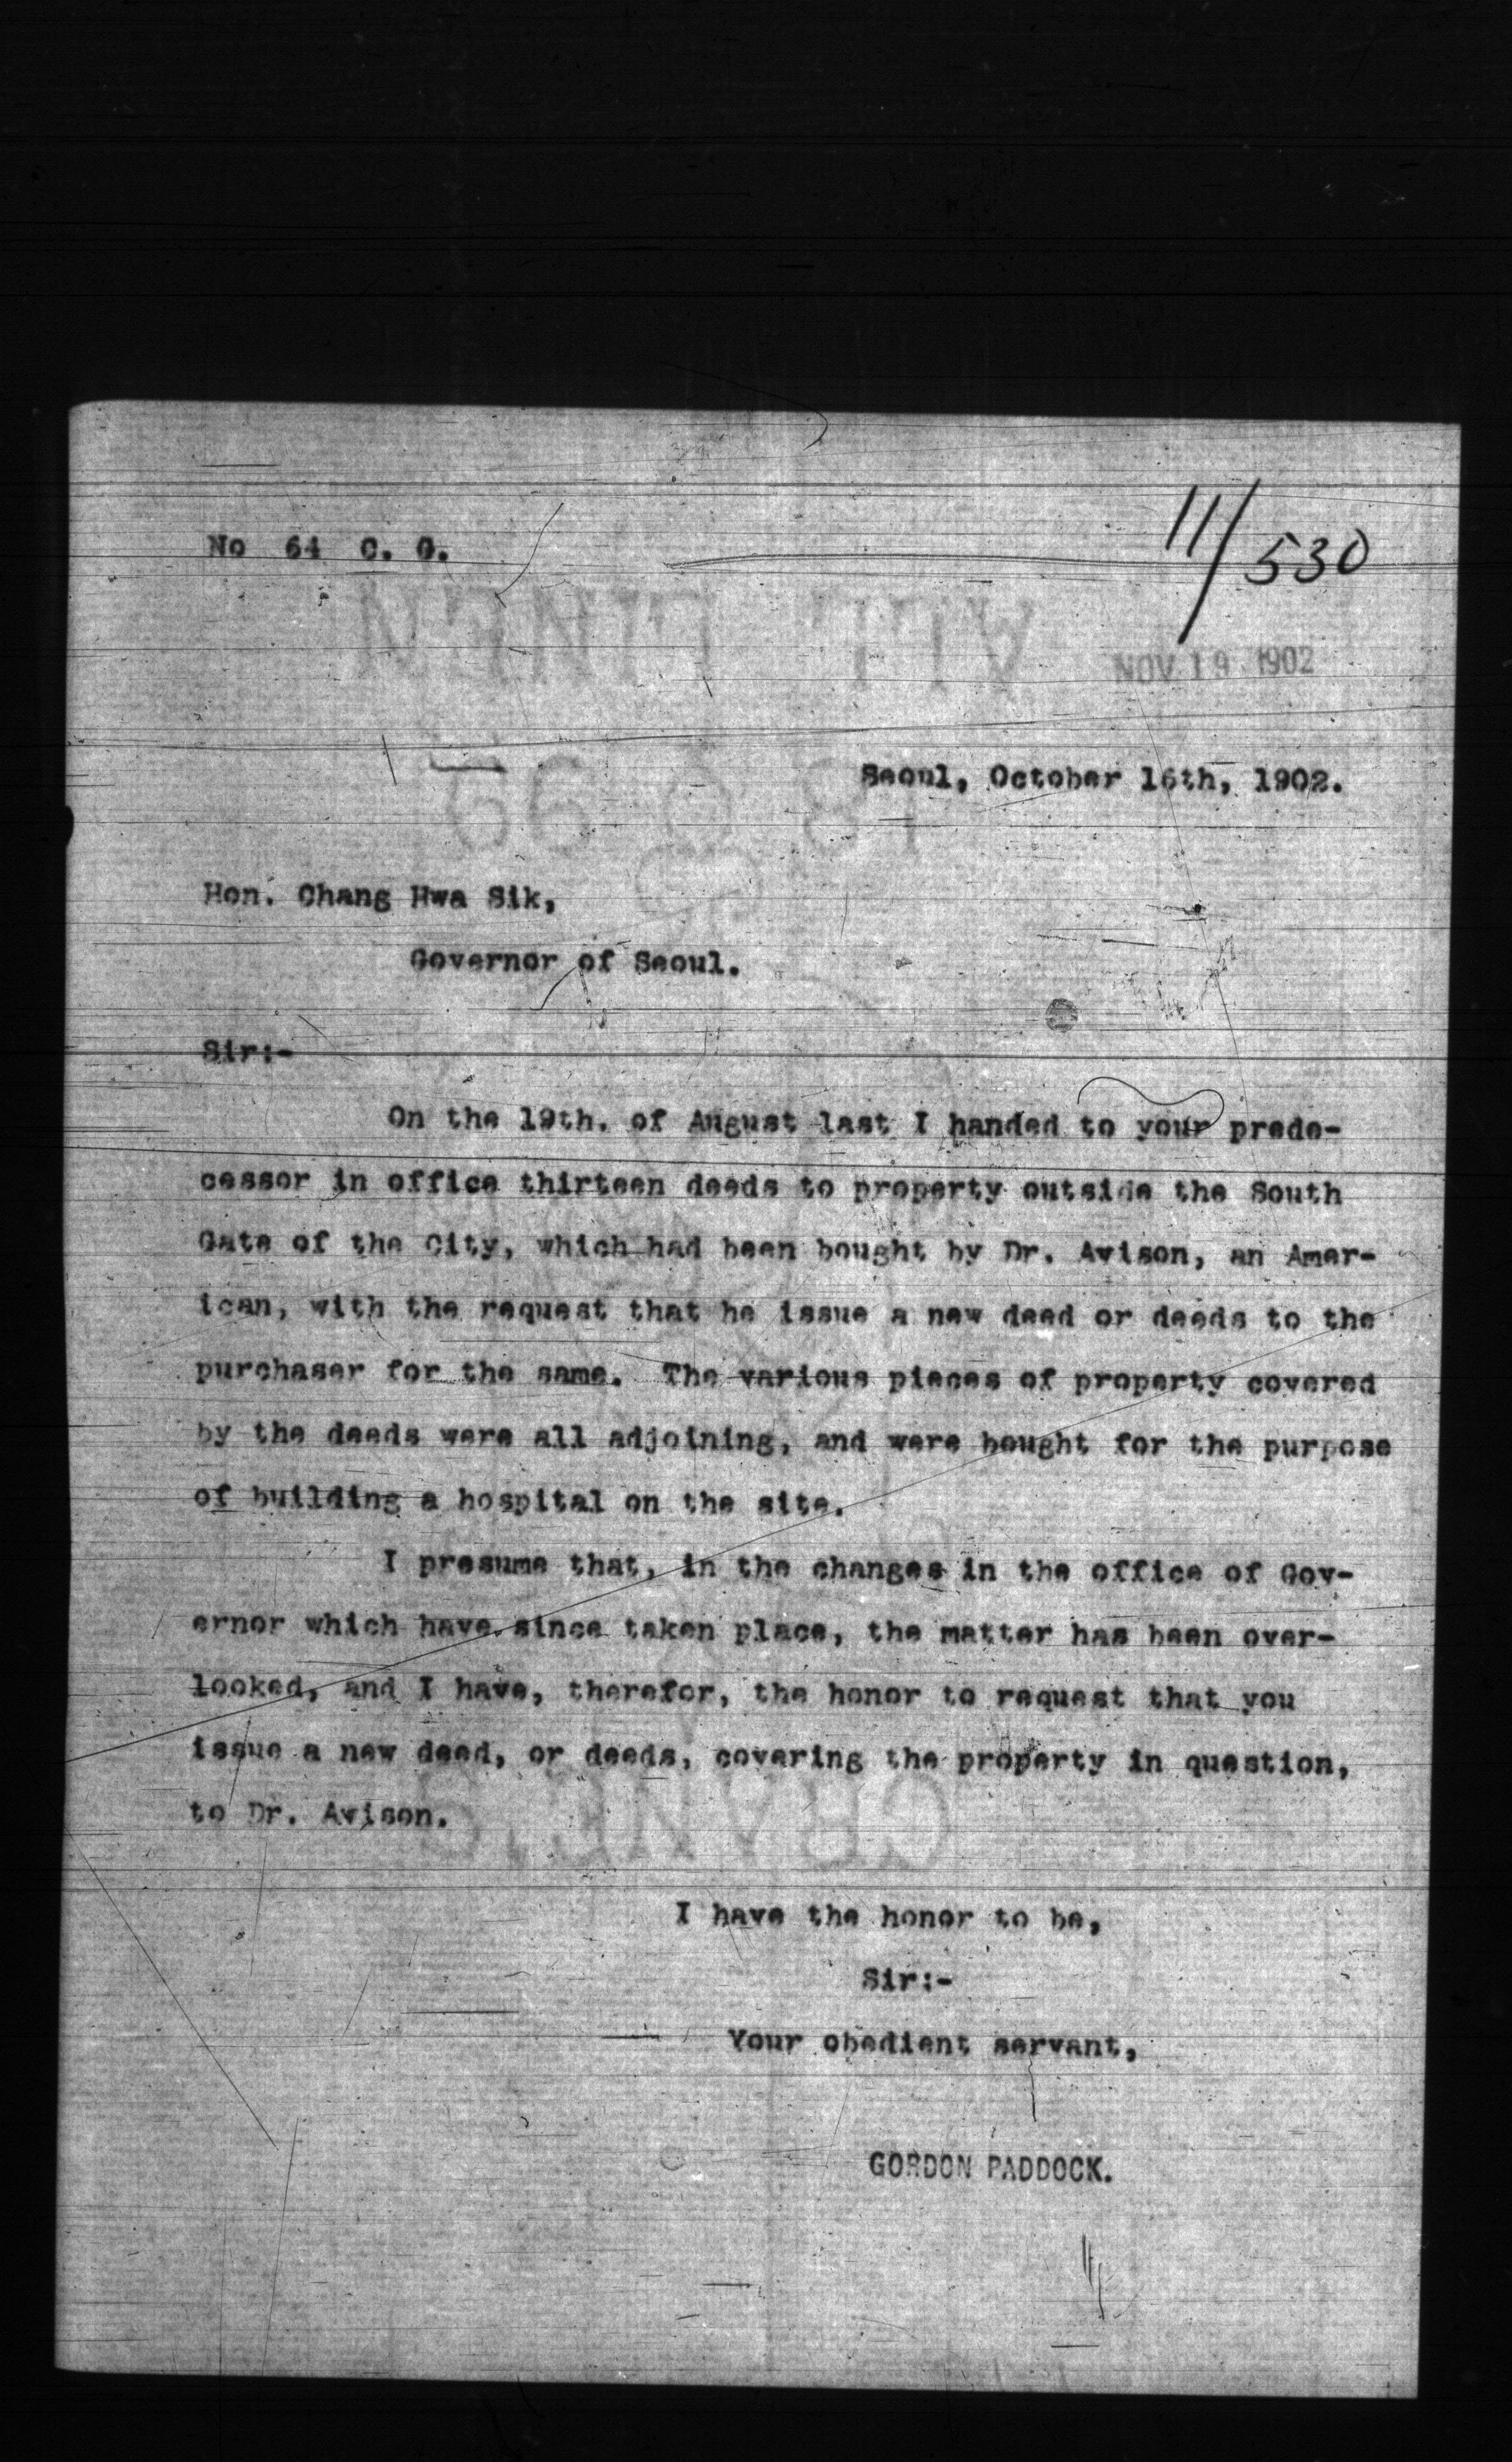 No 64 C. G.
11/530
NOV 19 1902
Seoul, October 16th, 1902.
Hon. Chang Hwa Sik,
Governor of Seoul.
Sir:-
On the 19th. of August last I handed to your prede-
cessor in office thirteen deeds to property outside the South
Gate of the City, which had been bought by Dr. Avison, an Amer-
ican, with the request that he issue a new deed or deeds to the
purchaser for the same. The various pieces of property covered
by the deeds were all adjoining, and were bought for the purpose
of building a hospital on the site.
I presume that, in the changes in the office of Gov-
ernor which have since taken place, the matter has been over-
looked, and I have, therefor, the honor to request that you
issue a new deed, or deeds, covering the property in question,
to Dr. Avison.
I have the honor to be,
Sir:-
Your obedient servant,
GORDON PADDOCK.